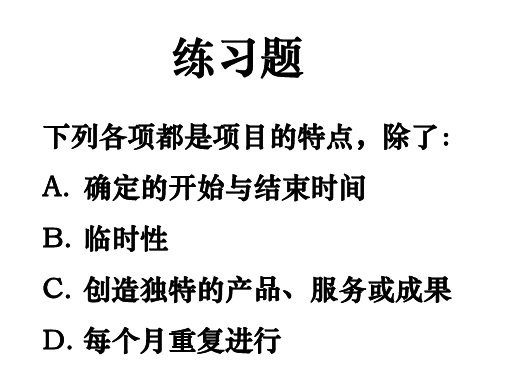 练习题
下列各项都是项目的特点，除了：
A. 确定的开始与结束时间
B. 临时性
C. 创造独特的产品、服务或成果
D. 每个月重复进行